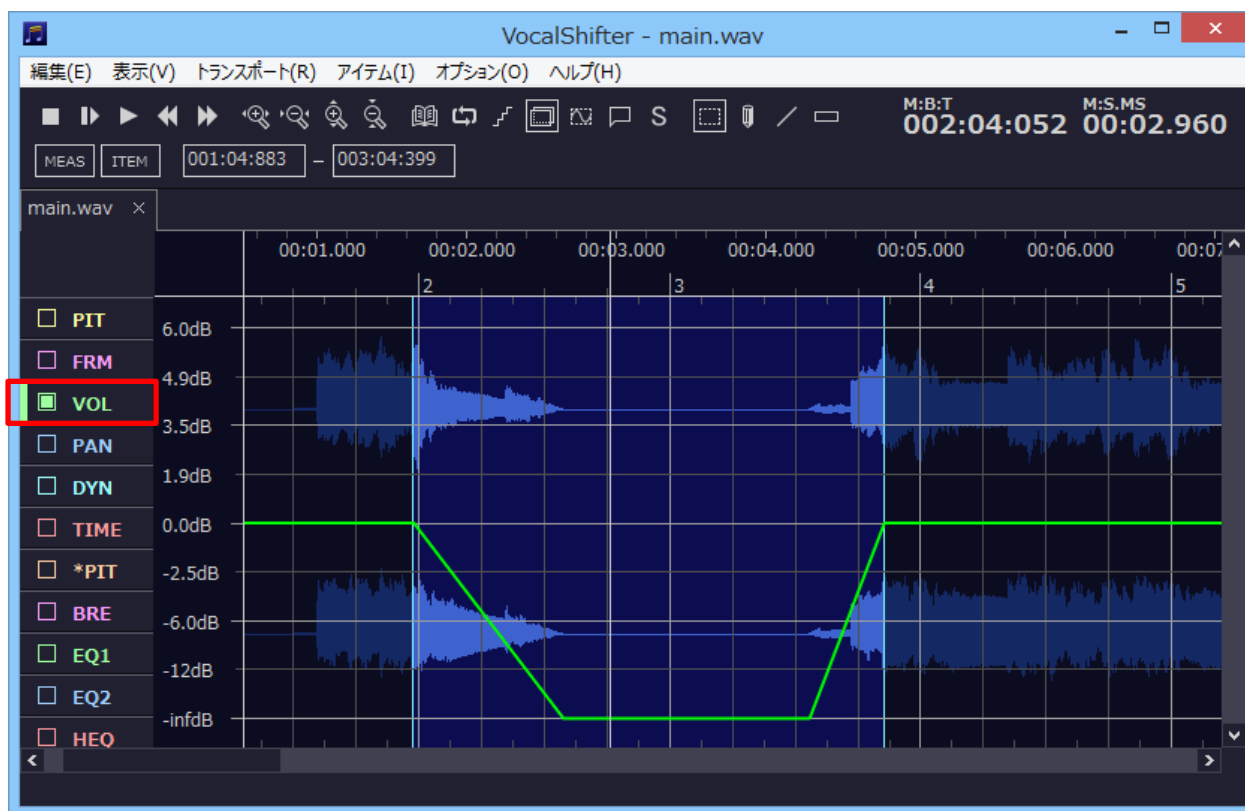 VocalShifter - main.wav
編集(E) 表示(V) トランスポート(R) アイテム(I) オプション(O) ヘルプ(H)
S
M:B:T M:S.MS
002:04:052 00:02.960
MEAS ITEM 001:04:883 – 003:04:399
main.wav
00:01.000 00:02.000 00:03.000 00:04.000 00:05.000 00:06.000 00:07
2 3 4 5
PIT
6.0dB
FRM
4.9dB
VOL
3.5dB
PAN
1.9dB
DYN
TIME
0.0dB
*PIT
-2.5dB
BRE
-6.0dB
EQ1
-12dB
EQ2
-infdB
HEQ